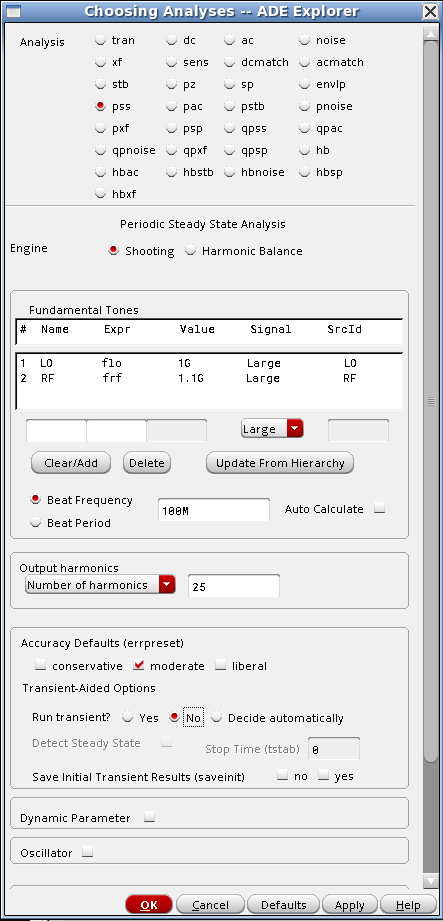 Choosing Analyses -- ADE Explorer
Analysis tran dc ac noise
xf sens dcmatch acmatch
stb pz sp envlp
pss pac pstb pnoise
pxf psp qpss qpac
qpnoise qpxf qpsp hb
hbac hbstb hbnoise hbsp
hbxf
Periodic Steady State Analysis
Engine Shooting Harmonic Balance
Fundamental Tones
# Name Expr Value Signal SrcId
1 LO flo 1G Large LO
2 RF frf 1.1G Large RF
Large
Clear/Add Delete Update From Hierarchy
Beat Frequency 100M Auto Calculate
Beat Period
Output harmonics
Number of harmonics 25
Accuracy Defaults (errpreset)
conservative moderate liberal
Transient-Aided Options
Run transient? Yes No Decide automatically
Detect Steady State Stop Time (tstab) 0
Save Initial Transient Results (saveinit) no yes
Dynamic Parameter
Oscillator
OK Cancel Defaults Apply Help